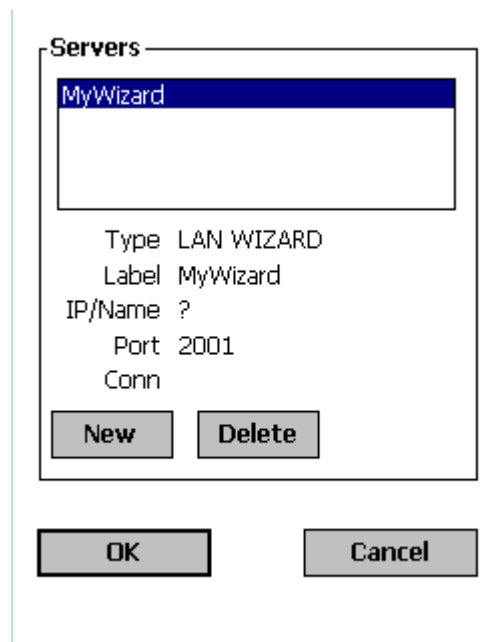 Servers
MyWizard
Type LAN WIZARD
Label MyWizard
IP/Name ?
Port 2001
Conn
New Delete
OK Cancel